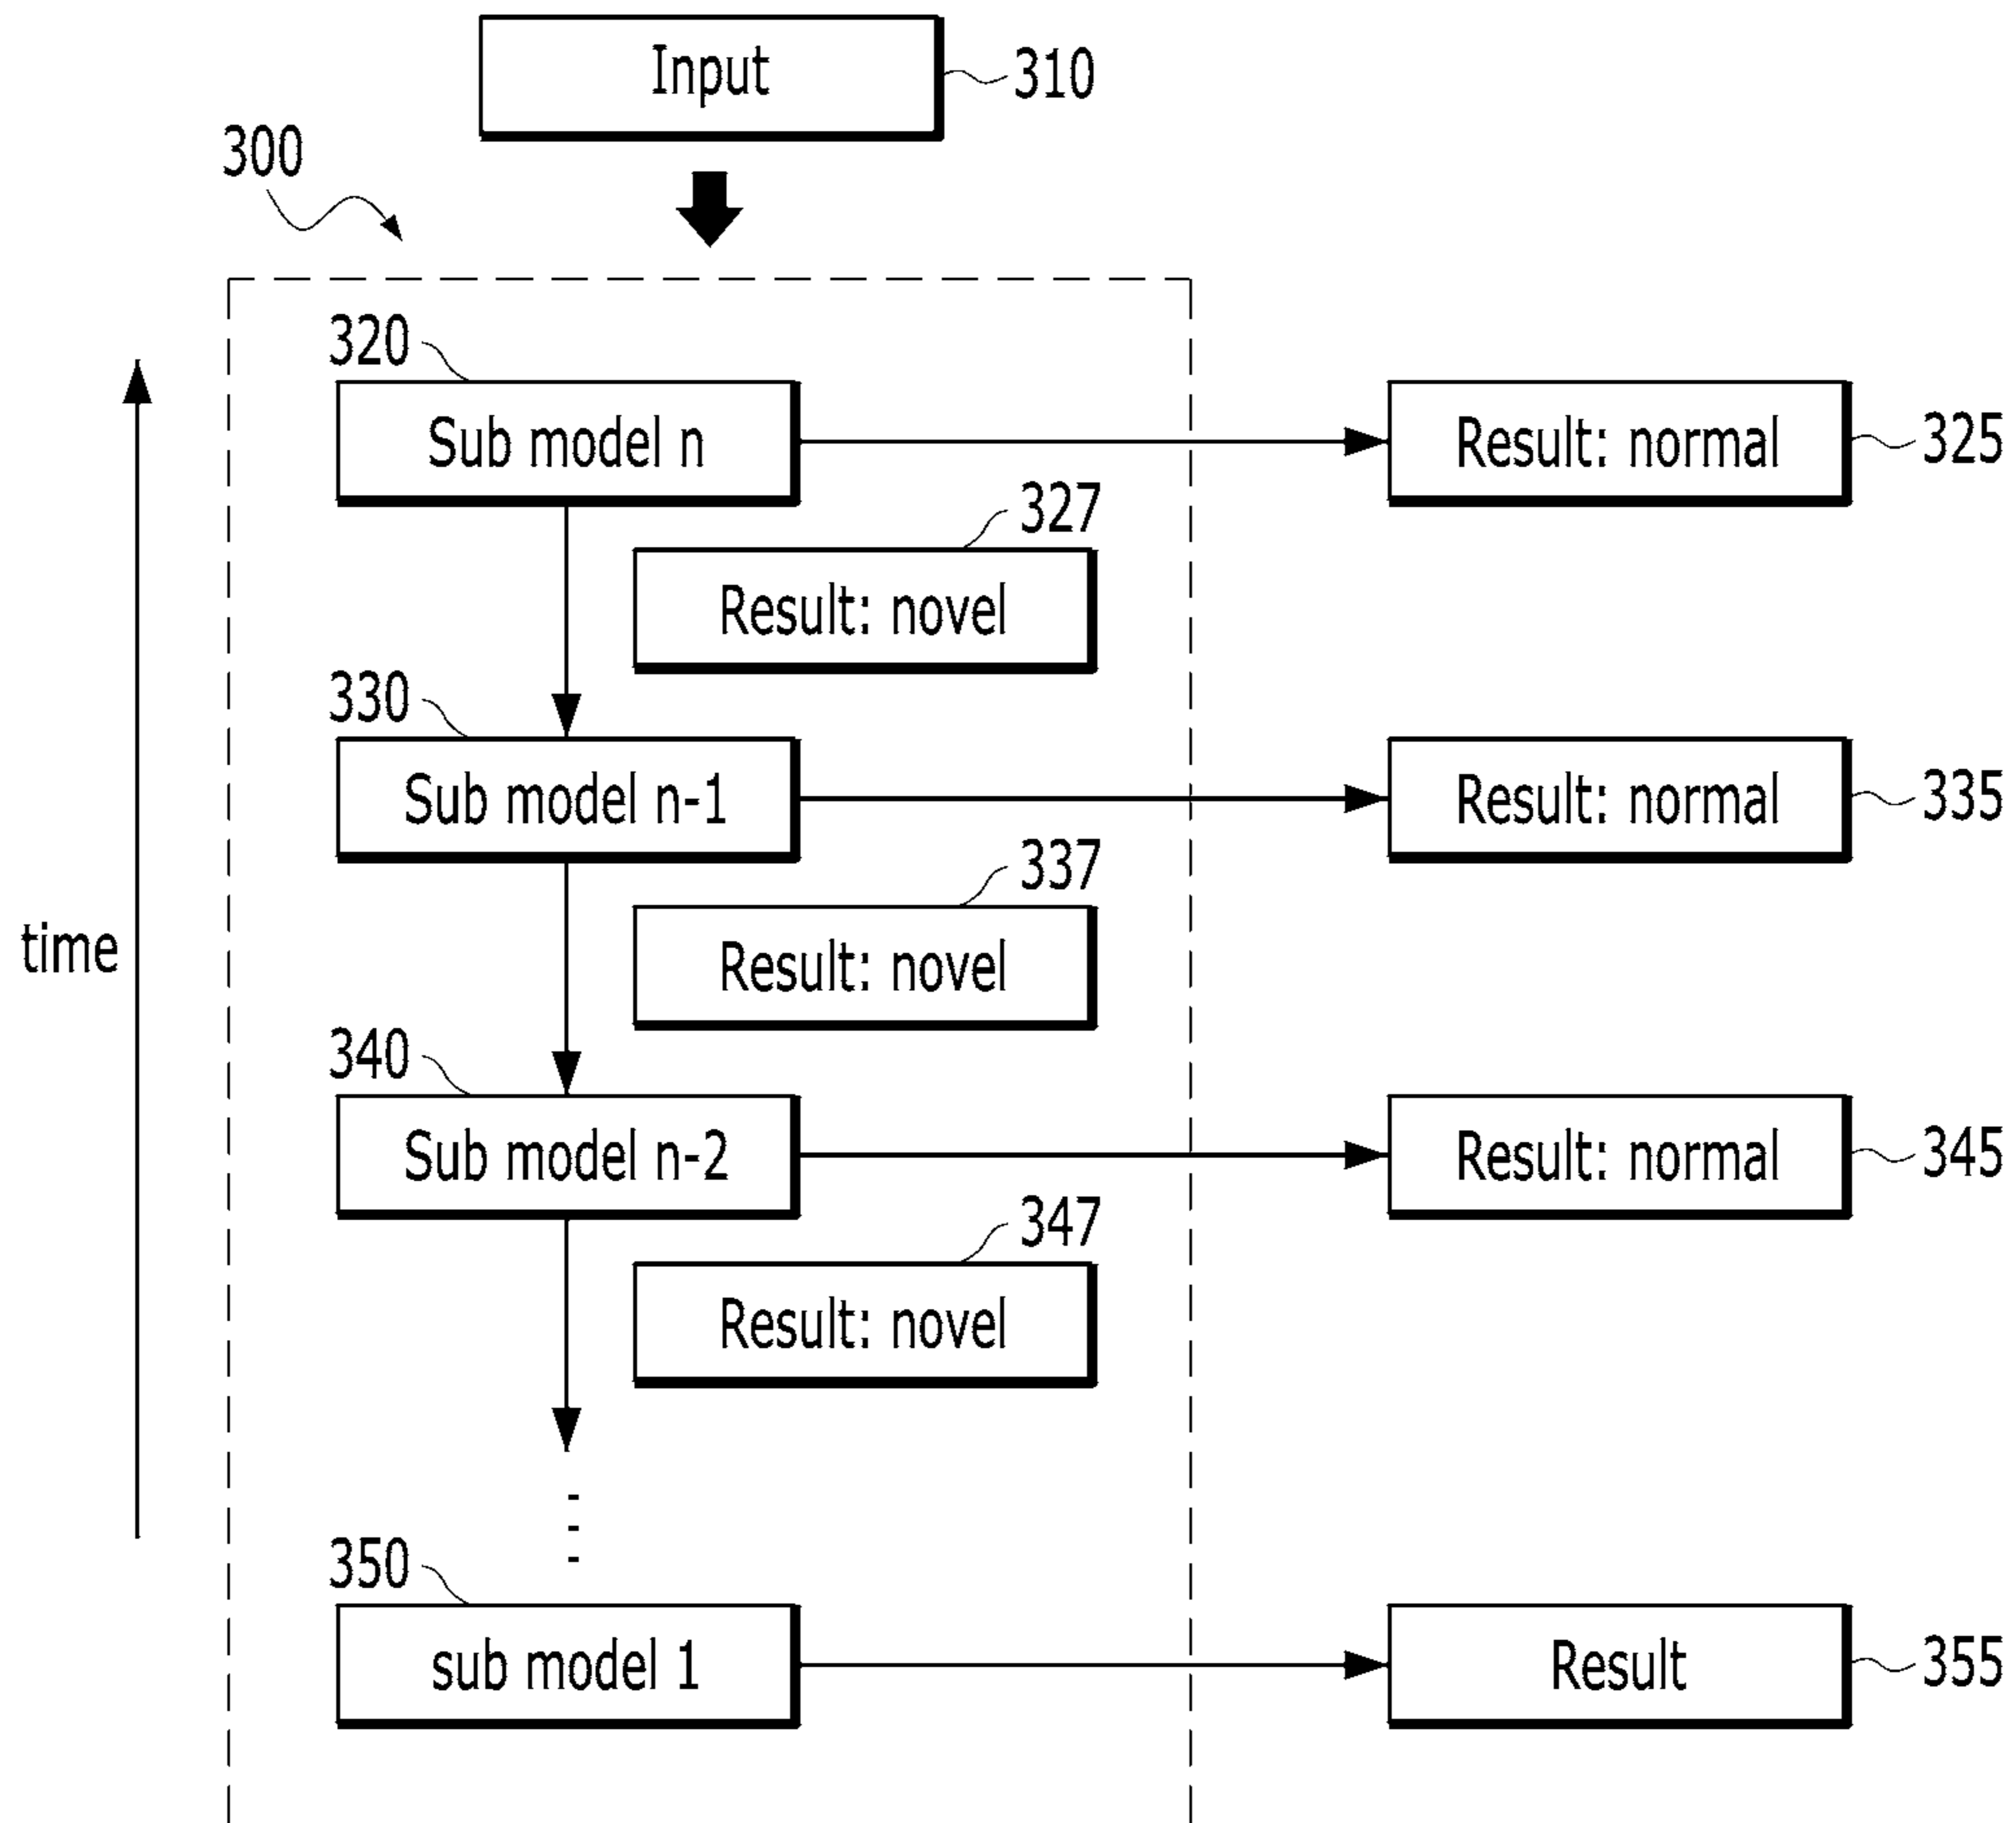 Input
310
300
320
Sub model n
Result: normal
325
327
Result: novel
330
Sub model n-1
Result: normal
335
337
Result: novel
time
340
Sub model n-2
Result: normal
345
347
Result: novel
350
sub model 1
Result
355